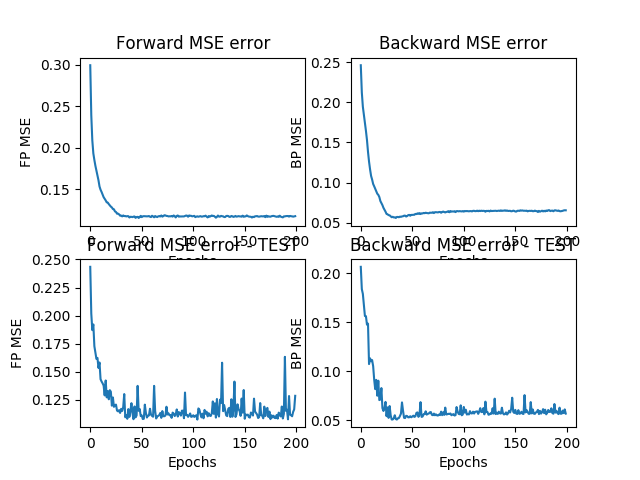 Forward MSE error
Backward MSE error
FP MSE
0.30
0.25
0.20
0.15
BP MSE
0.25
0.20
0.15
0.10
0.05
0 50 100 150 200
0 50 100 150 200
Epochs
Epochs
Forward MSE error - TEST
Backward MSE error - TEST
FP MSE
0.250
0.225
0.200
0.175
0.150
0.125
BP MSE
0.20
0.15
0.10
0.05
0 50 100 150 200
0 50 100 150 200
Epochs
Epochs